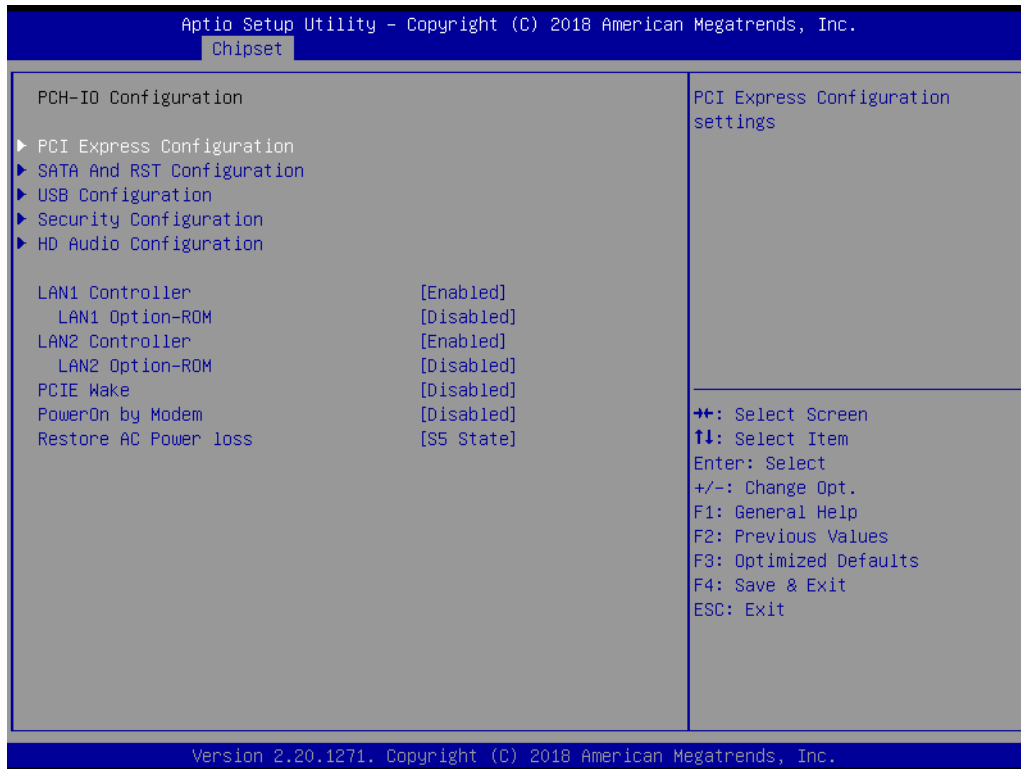 Aptio Setup Utility – Copyright (C) 2018 American Megatrends, Inc.
Chipset
PCH-IO Configuration
PCI Express Configuration
SATA And RST Configuration
USB Configuration
Security Configuration
HD Audio Configuration
LAN1 Controller [Enabled]
LAN1 Option-ROM [Disabled]
LAN2 Controller [Enabled]
LAN2 Option-ROM [Disabled]
PCIE Wake [Disabled]
PowerOn by Modem [Disabled]
Restore AC Power loss [S5 State]
PCI Express Configuration
settings
→←: Select Screen
↑↓: Select Item
Enter: Select
+/-: Change Opt.
F1: General Help
F2: Previous Values
F3: Optimized Defaults
F4: Save & Exit
ESC: Exit
Version 2.20.1271. Copyright (C) 2018 American Megatrends, Inc.